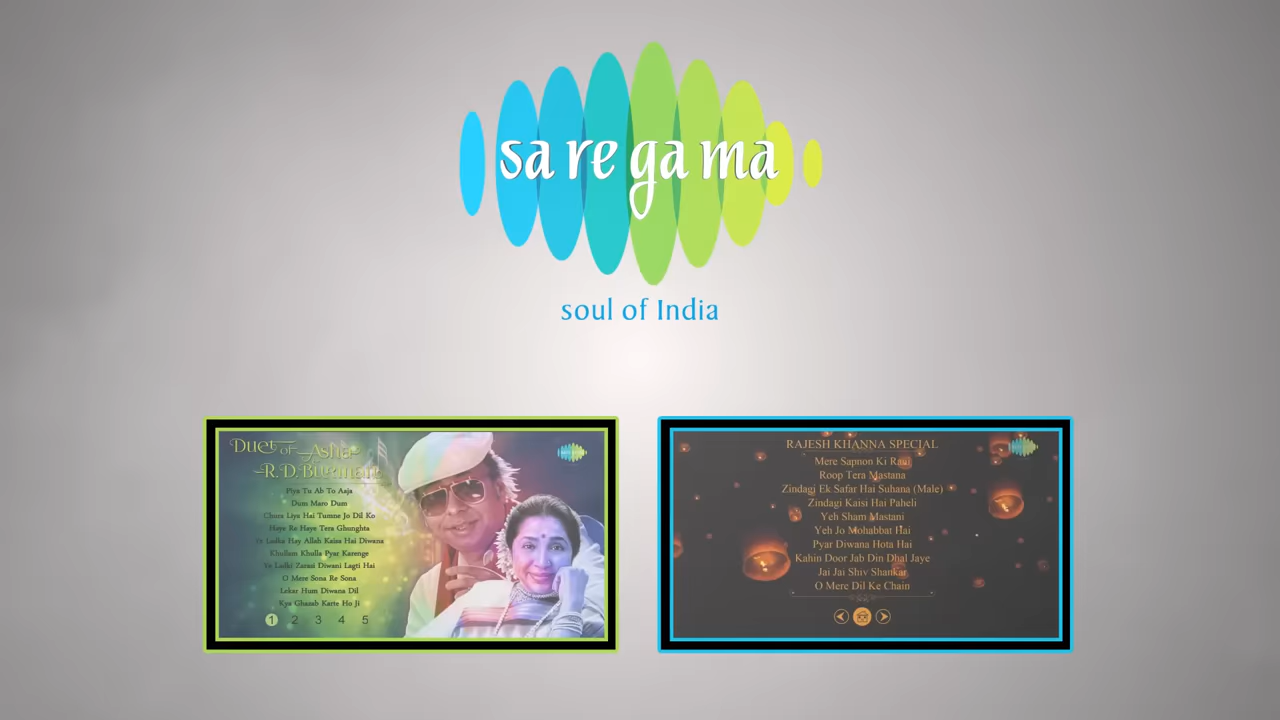 sa re ga ma
soul of India
Duet of Asha
R. D. Burman
Piya Tu Ab To Aaja
Dum Maro Dum
Chura Liya Hai Tumne Jo Dil Ko
Haye Re Haye Tera Ghunghta
Ye Ladka Hay Allah Kaisa Hai Diwana
Khullam Khulla Pyar Karenge
Ye Ladki Zarasi Diwani Lagti Hai
O Mere Sona Re Sona
Lekar Hum Diwana Dil
Kya Ghazab Karte Ho Ji
1 2 3 4 5
RAJESH KHANNA SPECIAL
Mere Sapnon Ki Rani
Roop Tera Mastana
Zindagi Ek Safar Hai Suhana (Male)
Zindagi Kaisi Hai Paheli
Yeh Sham Mastani
Yeh Jo Mohabbat Hai
Pyar Diwana Hota Hai
Kahin Door Jab Din Dhal Jaye
Jai Jai Shiv Shankar
O Mere Dil Ke Chain